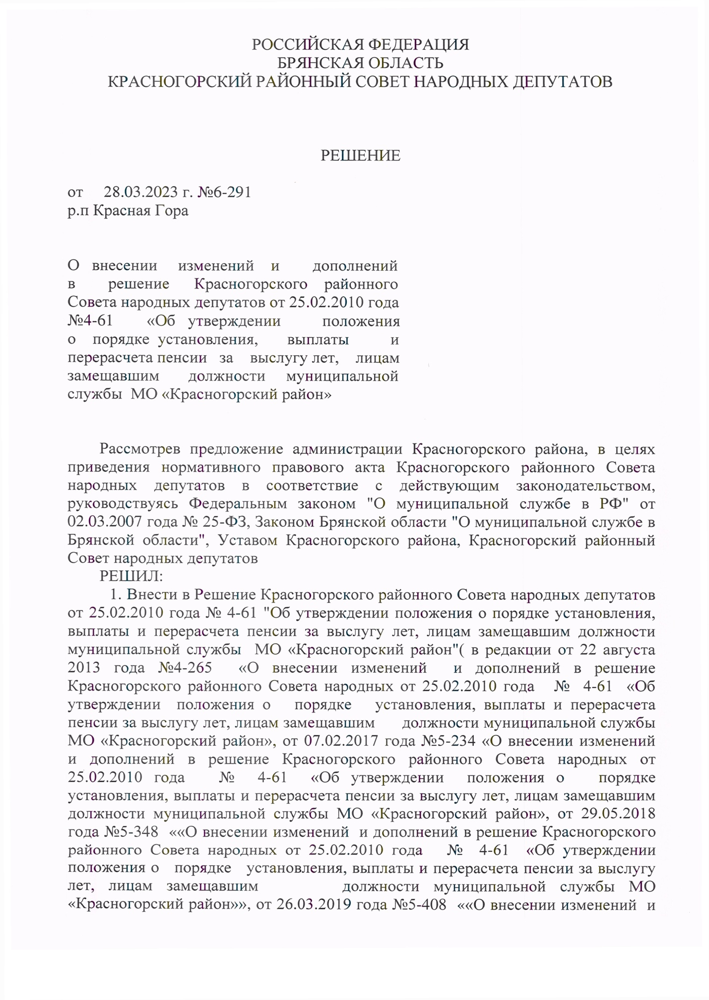 РОССИЙСКАЯ ФЕДЕРАЦИЯ
БРЯНСКАЯ ОБЛАСТЬ
КРАСНОГОРСКИЙ РАЙОННЫЙ СОВЕТ НАРОДНЫХ ДЕПУТАТОВ
РЕШЕНИЕ
от 28.03.2023 г. №6-291
р.п Красная Гора
О внесении изменений и дополнений
в решение Красногорского районного
Совета народных депутатов от 25.02.2010 года
№4-61 «Об утверждении положения
о порядке установления, выплаты и
перерасчета пенсии за выслугу лет, лицам
замещавшим должности муниципальной
службы МО «Красногорский район»
Рассмотрев предложение администрации Красногорского района, в целях
приведения нормативного правового акта Красногорского районного Совета
народных депутатов в соответствие с действующим законодательством,
руководствуясь Федеральным законом "О муниципальной службе в РФ" от
02.03.2007 года № 25-ФЗ, Законом Брянской области "О муниципальной службе в
Брянской области", Уставом Красногорского района, Красногорский районный
Совет народных депутатов
РЕШИЛ:
1. Внести в Решение Красногорского районного Совета народных депутатов
от 25.02.2010 года № 4-61 "Об утверждении положения о порядке установления,
выплаты и перерасчета пенсии за выслугу лет, лицам замещавшим должности
муниципальной службы МО «Красногорский район"( в редакции от 22 августа
2013 года №4-265 «О внесении изменений и дополнений в решение
Красногорского районного Совета народных от 25.02.2010 года № 4-61 «Об
утверждении положения о порядке установления, выплаты и перерасчета
пенсии за выслугу лет, лицам замещавшим должности муниципальной службы
МО «Красногорский район», от 07.02.2017 года №5-234 «О внесении изменений
и дополнений в решение Красногорского районного Совета народных от
25.02.2010 года № 4-61 «Об утверждении положения о порядке
установления, выплаты и перерасчета пенсии за выслугу лет, лицам замещавшим
должности муниципальной службы МО «Красногорский район», от 29.05.2018
года №5-348 ««О внесении изменений и дополнений в решение Красногорского
районного Совета народных от 25.02.2010 года № 4-61 «Об утверждении
положения о порядке установления, выплаты и перерасчета пенсии за выслугу
лет, лицам замещавшим должности муниципальной службы МО
«Красногорский район»», от 26.03.2019 года №5-408 ««О внесении изменений и